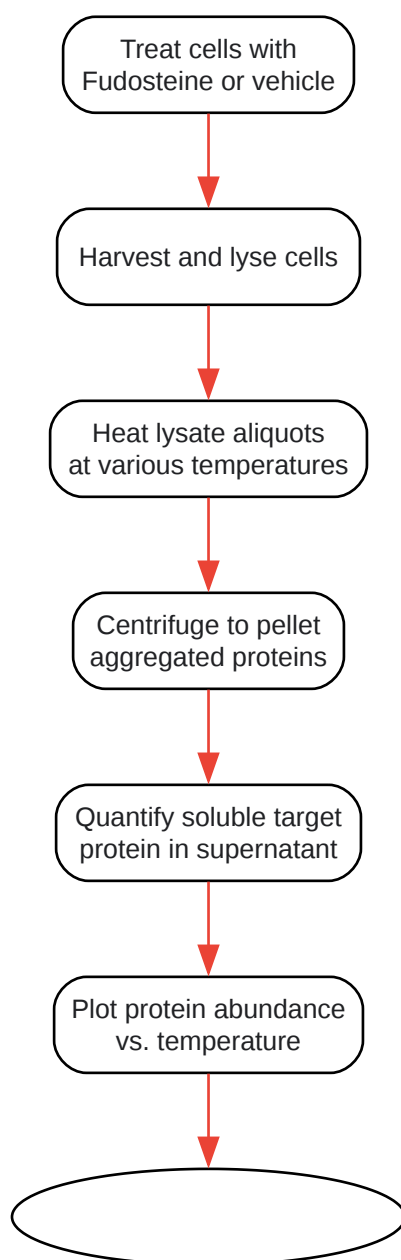 Treat cells with
Fudosteine or vehicle
Harvest and lyse cells
Heat lysate aliquots
at various temperatures
Centrifuge to pellet
aggregated proteins
Quantify soluble target
protein in supernatant
Plot protein abundance
vs. temperature